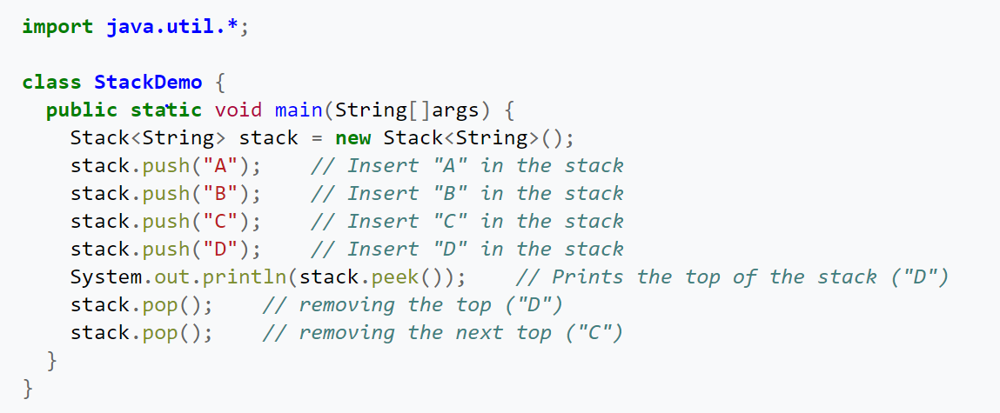 import java.util.*;

class StackDemo {
  public static void main(String[]args) {
    Stack<String> stack = new Stack<String>();
    stack.push("A");    // Insert "A" in the stack
    stack.push("B");    // Insert "B" in the stack
    stack.push("C");    // Insert "C" in the stack
    stack.push("D");    // Insert "D" in the stack
    System.out.println(stack.peek());    // Prints the top of the stack ("D")
    stack.pop();    // removing the top ("D")
    stack.pop();    // removing the next top ("C")
  }
}